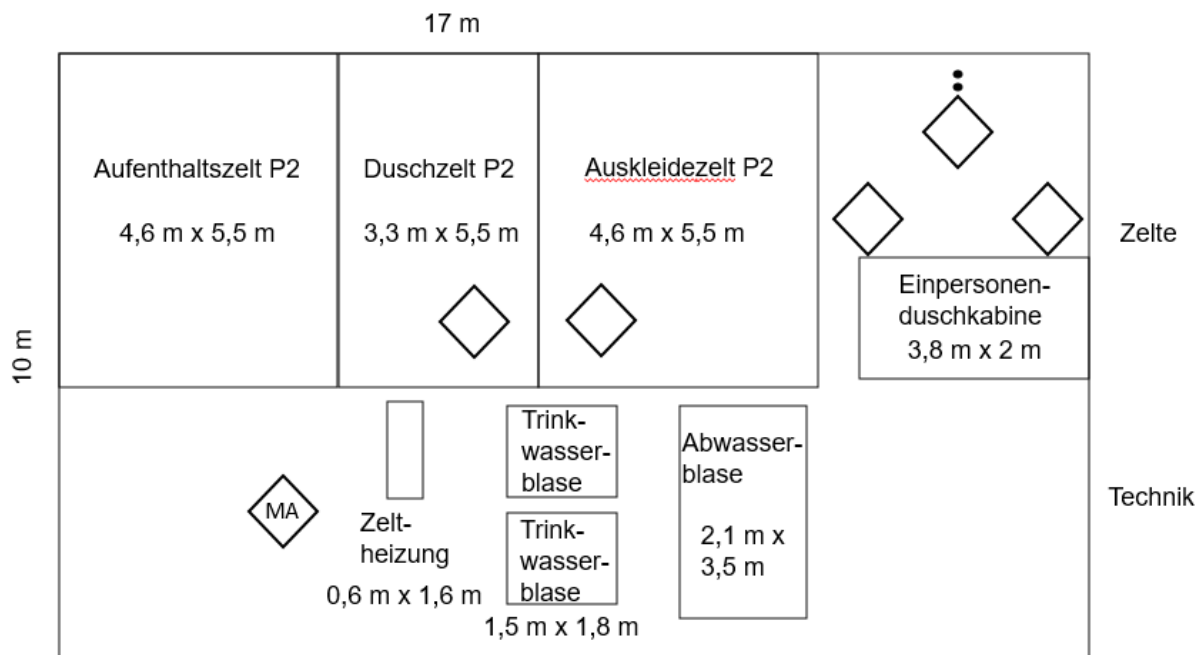 17 m
Aufenthaltszelt P2
4,6 m x 5,5 m
Duschzelt P2
3,3 m x 5,5 m
Auskleidezelt P2
4,6 m x 5,5 m
Zelte
Einpersonen-
duschkabine
3,8 m x 2 m
10 m
MA
Zelt-
heizung
0,6 m x 1,6 m
Trink-
wasser-
blase
Trink-
wasser-
blase
1,5 m x 1,8 m
Abwasser-
blase
2,1 m x
3,5 m
Technik